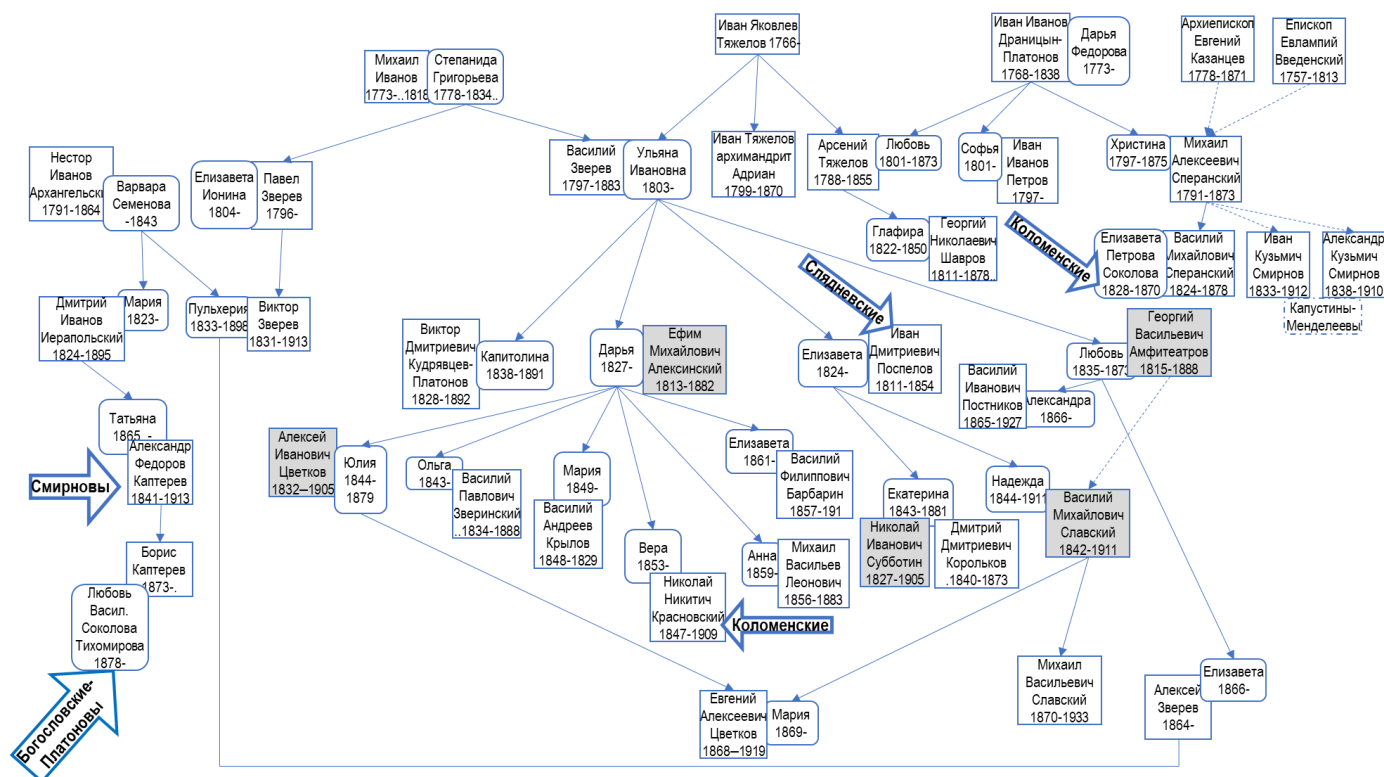 Иван Яковлев
Тяжелов 1766-
Иван Иванов
Драницын-
Платонов
1768-1838
Дарья
Федорова
1773-
Архиепископ
Евгений
Казанцев
1778-1871
Епископ
Евлампий
Введенский
1757-1813
Михаил
Иванов
1773-..1818
Степанида
Григорьева
1778-1834..
Нестор
Иванов
Архангельский
1791-1864
Варвара
Семенова
-1843
Елизавета
Ионина
1804-
Павел
Зверев
1796-
Василий
Зверев
1797-1883
Ульяна
Ивановна
1803-
Иван Тяжелов
архимандрит
Адриан
1799-1870
Арсений
Тяжелов
1788-1855
Любовь
1801-1873
Софья
1801-
Иван
Иванов
Петров
1797-
Христина
1797-1875
Михаил
Алексеевич
Сперанский
1791-1873
Глафира
1822-1850
Георгий
Николаевич
Шавров
1811-1878..
Коломенские
Елизавета
Петрова
Соколова
1828-1870
Василий
Михайлович
Сперанский
1824-1878
Иван
Кузьмич
Смирнов
1833-1912
Александр
Кузьмич
Смирнов
1838-1910
Капустины-
Менделеевы
Дмитрий
Иванов
Иерапольский
1824-1895
Мария
1823-
Пульхерия
1833-1898
Виктор
Зверев
1831-1913
Слядневские
Виктор
Дмитриевич
Кудрявцев-
Платонов
1828-1892
Капитолина
1838-1891
Дарья
1827-
Ефим
Михайлович
Алексинский
1813-1882
Елизавета
1824-
Иван
Дмитриевич
Поспелов
1811-1854
Любовь
1835-1873
Георгий
Васильевич
Амфитеатров
1815-1888
Василий
Иванович
Постников
1865-1927
Александра
1866-
Татьяна
1865 -
Александр
Федоров
Каптерев
1841-1913
Смирновы
Алексей
Иванович
Цветков
1832–1905
Юлия
1844-
1879
Ольга
1843-
Василий
Павлович
Зверинский
..1834-1888
Мария
1849-
Василий
Андреев
Крылов
1848-1829
Вера
1853-
Николай
Никитич
Красновский
1847-1909
Коломенские
Анна
1859-
Михаил
Васильев
Леонович
1856-1883
Елизавета
1861-
Василий
Филиппович
Барбарин
1857-191
Екатерина
1843-1881
Николай
Иванович
Субботин
1827-1905
Дмитрий
Дмитриевич
Корольков
.1840-1873
Надежда
1844-1911
Василий
Михайлович
Славский
1842-1911
Борис
Каптерев
1873-.
Любовь
Васил.
Соколова
Тихомирова
1878-
Богословские-
Платоновы
Евгений
Алексеевич
Цветков
1868–1919
Мария
1869-
Михаил
Васильевич
Славский
1870-1933
Алексей
Зверев
1864-
Елизавета
1866-